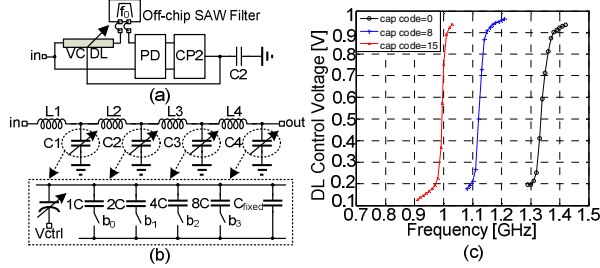 f0
Off-chip SAW Filter
in
VC DL
PD
CP2
C2
(a)
L1
L2
L3
L4
in
out
C1
C2
C3
C4
1C
2C
4C
8C
Cfixed
b0
b1
b2
b3
Vctrl
(b)
cap code=0
cap code=8
cap code=15
DL Control Voltage [V]
1
0.9
0.8
0.7
0.6
0.5
0.4
0.3
0.2
0.1
0.7
0.8
0.9
1
1.1
1.2
1.3
1.4
1.5
Frequency [GHz]
(c)